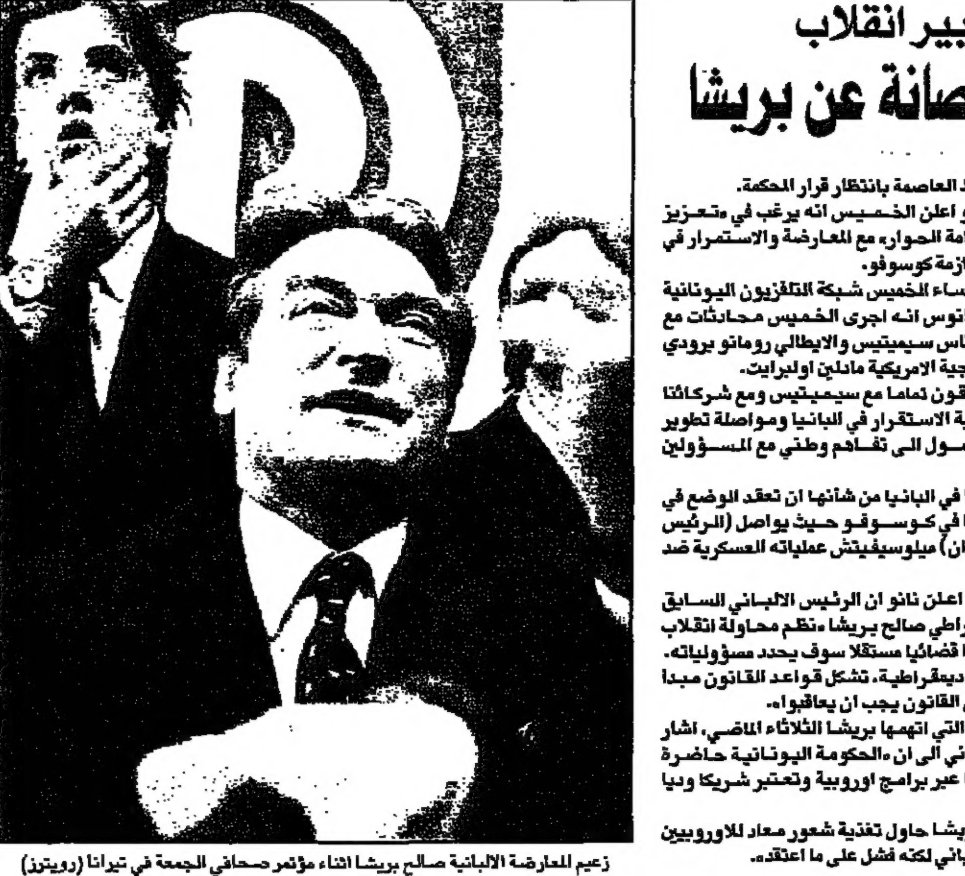 بير انقلاب
صانة عن بريشا
العاصمة بانتظار قرار المحكمة.
و اعلن الخميس انه يرغب في «تعزيز
امة الحوار» مع المعارضة والاستمرار في
ازمة كوسوفو.
ساء الخميس شبكة التلفزيون اليونانية
انوس انه اجرى الخميس محادثات مع
اس سيميتيس والايطالي رومانو برودي
جية الامريكية مادلين اولبرايت.
قون تماما مع سيميتيس ومع شركائنا
ية الاستقرار في البانيا ومواصلة تطوير
سول الى تفاهم وطني مع المسؤولين
ا في البانيا من شأنها ان تعقد الوضع في
ا في كوسوفو حيث يواصل (الرئيس
ان) ميلوسيفيتش عملياته العسكرية ضد
اعلن نانو ان الرئيس الالباني السابق
راطي صالح بريشا «نظم محاولة انقلاب
ا قضائيا مستقلا سوف يحدد مسؤولياته.
ديمقراطية، تشكل قواعد القانون مبدا
القانون يجب ان يعاقبوا».
التي اتهمها بريشا الثلاثاء الماضي، اشار
ني الى ان «الحكومة اليونانية حاضرة
ا عبر برامج اوروبية وتعتبر شريكا وديا
يشا حاول تغذية شعور معاد للاوروبيين
باني لكنه فشل على ما اعتقد».
زعيم المعارضة الالبانية صالح بريشا اثناء مؤتمر صحافي الجمعة في تيرانا (رويترز)